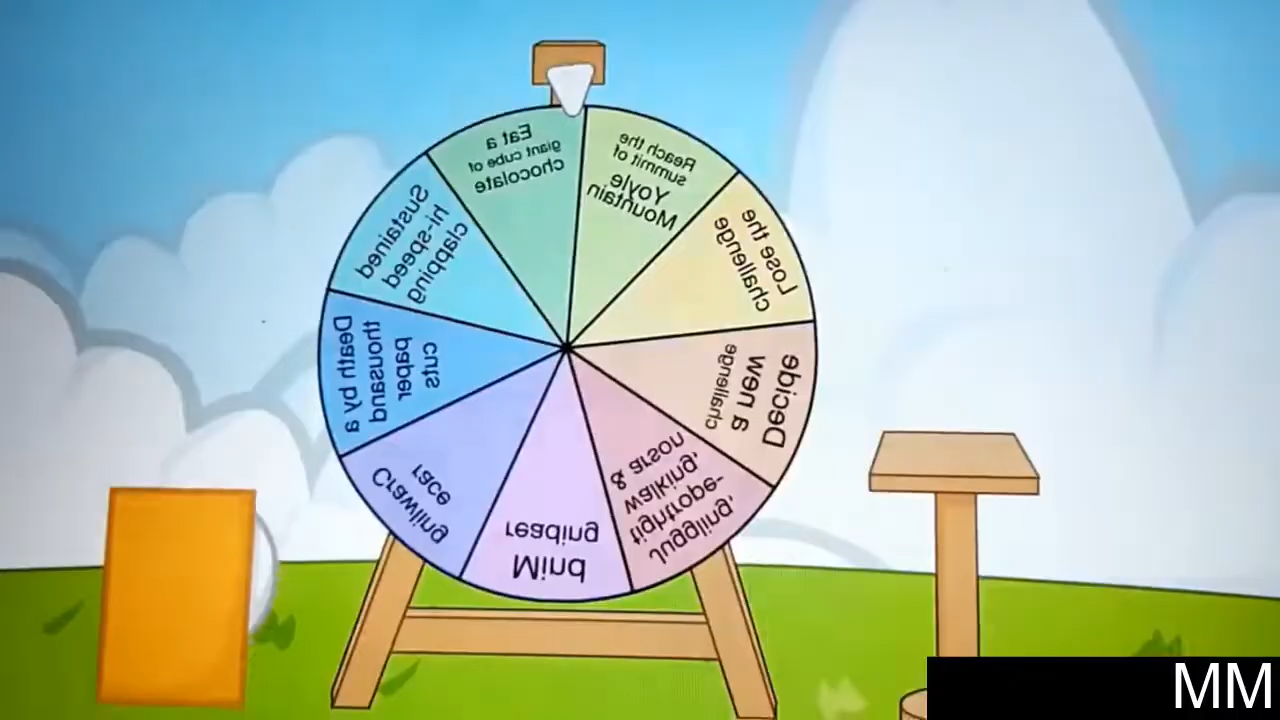 Eat a
giant cube of
chocolate
Reach the
summit of
Yoyle
Mountain
Lose the
challenge
Decide
a new
challenge
Juggling,
tightrope-
walking,
& arson
Mind
reading
Crawling
race
Death by a
thousand
paper
cuts
Sustained
hi-speed
clapping
MM